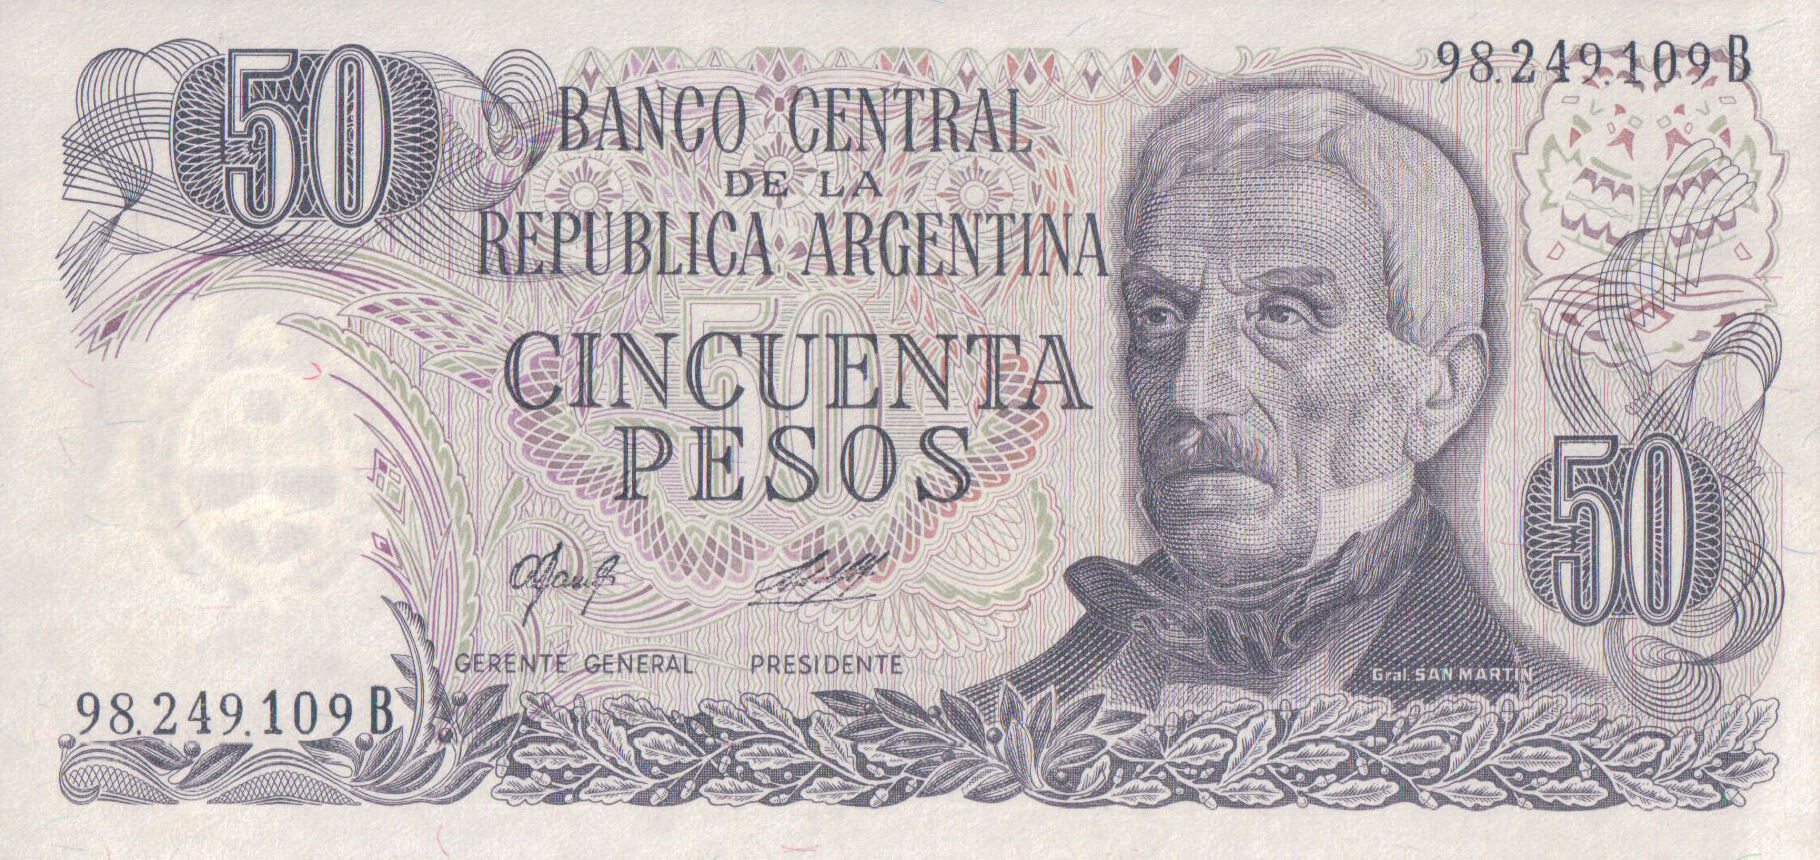 50
98.249.109 B
BANCO CENTRAL
DE LA
REPUBLICA ARGENTINA
50
CINCUENTA
PESOS
50
GERENTE GENERAL PRESIDENTE
Gral. SAN MARTIN
98.249.109 B